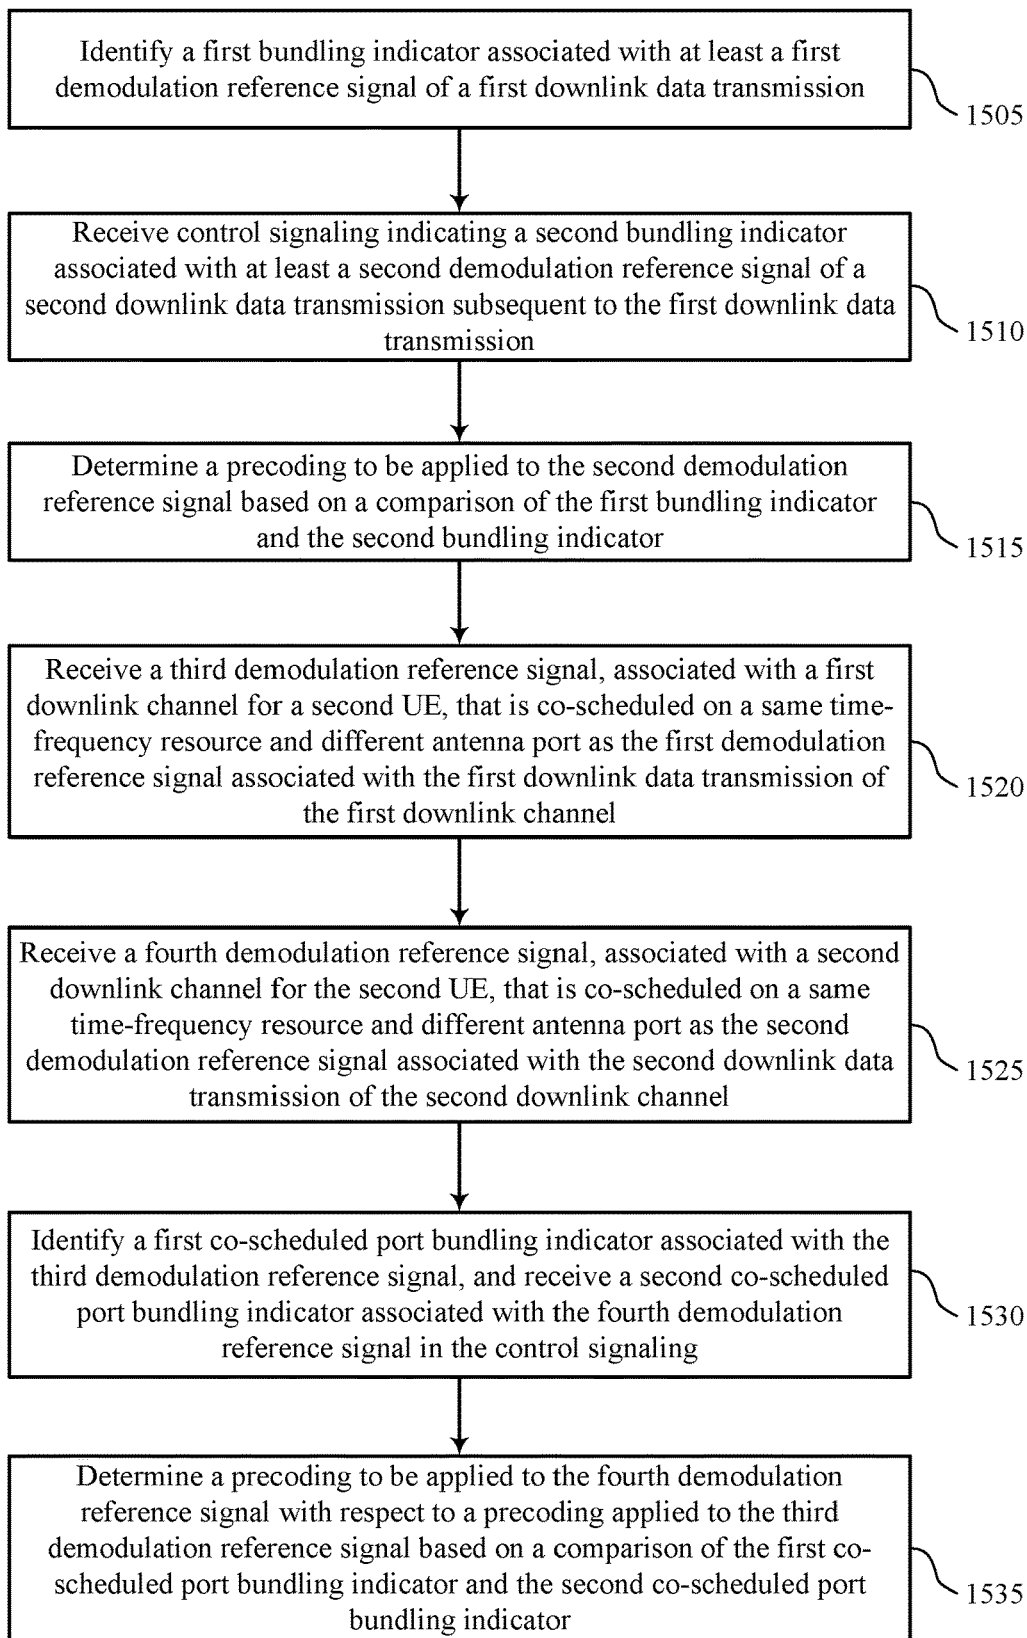 Identify a first bundling indicator associated with at least a first
demodulation reference signal of a first downlink data transmission
1505
Receive control signaling indicating a second bundling indicator
associated with at least a second demodulation reference signal of a
second downlink data transmission subsequent to the first downlink data
transmission
1510
Determine a precoding to be applied to the second demodulation
reference signal based on a comparison of the first bundling indicator
and the second bundling indicator
1515
Receive a third demodulation reference signal, associated with a first
downlink channel for a second UE, that is co-scheduled on a same time-
frequency resource and different antenna port as the first demodulation
reference signal associated with the first downlink data transmission of
the first downlink channel
1520
Receive a fourth demodulation reference signal, associated with a second
downlink channel for the second UE, that is co-scheduled on a same
time-frequency resource and different antenna port as the second
demodulation reference signal associated with the second downlink data
transmission of the second downlink channel
1525
Identify a first co-scheduled port bundling indicator associated with the
third demodulation reference signal, and receive a second co-scheduled
port bundling indicator associated with the fourth demodulation
reference signal in the control signaling
1530
Determine a precoding to be applied to the fourth demodulation
reference signal with respect to a precoding applied to the third
demodulation reference signal based on a comparison of the first co-
scheduled port bundling indicator and the second co-scheduled port
bundling indicator
1535